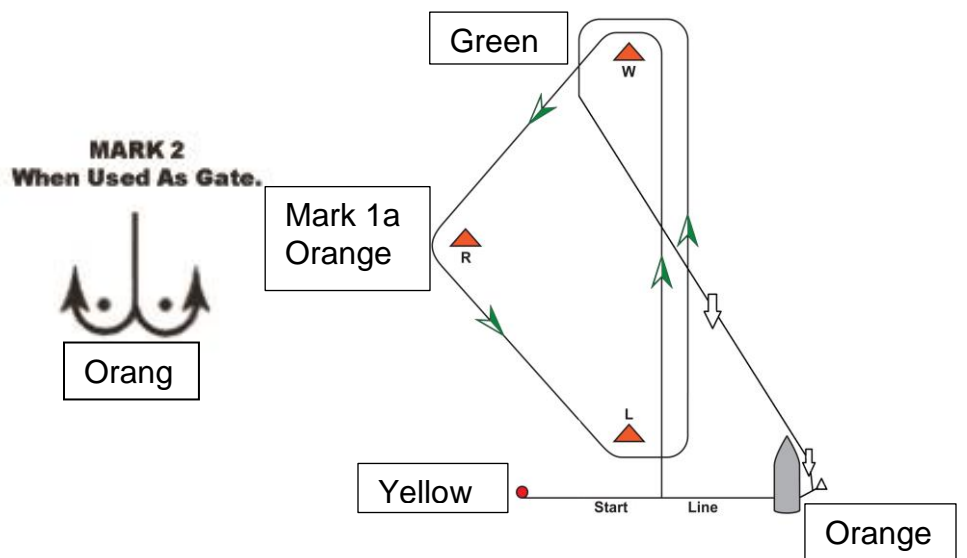 Green
W
MARK 2
When Used As Gate.
Mark 1a
Orange
R
Orang
L
Yellow
Start Line
Orange